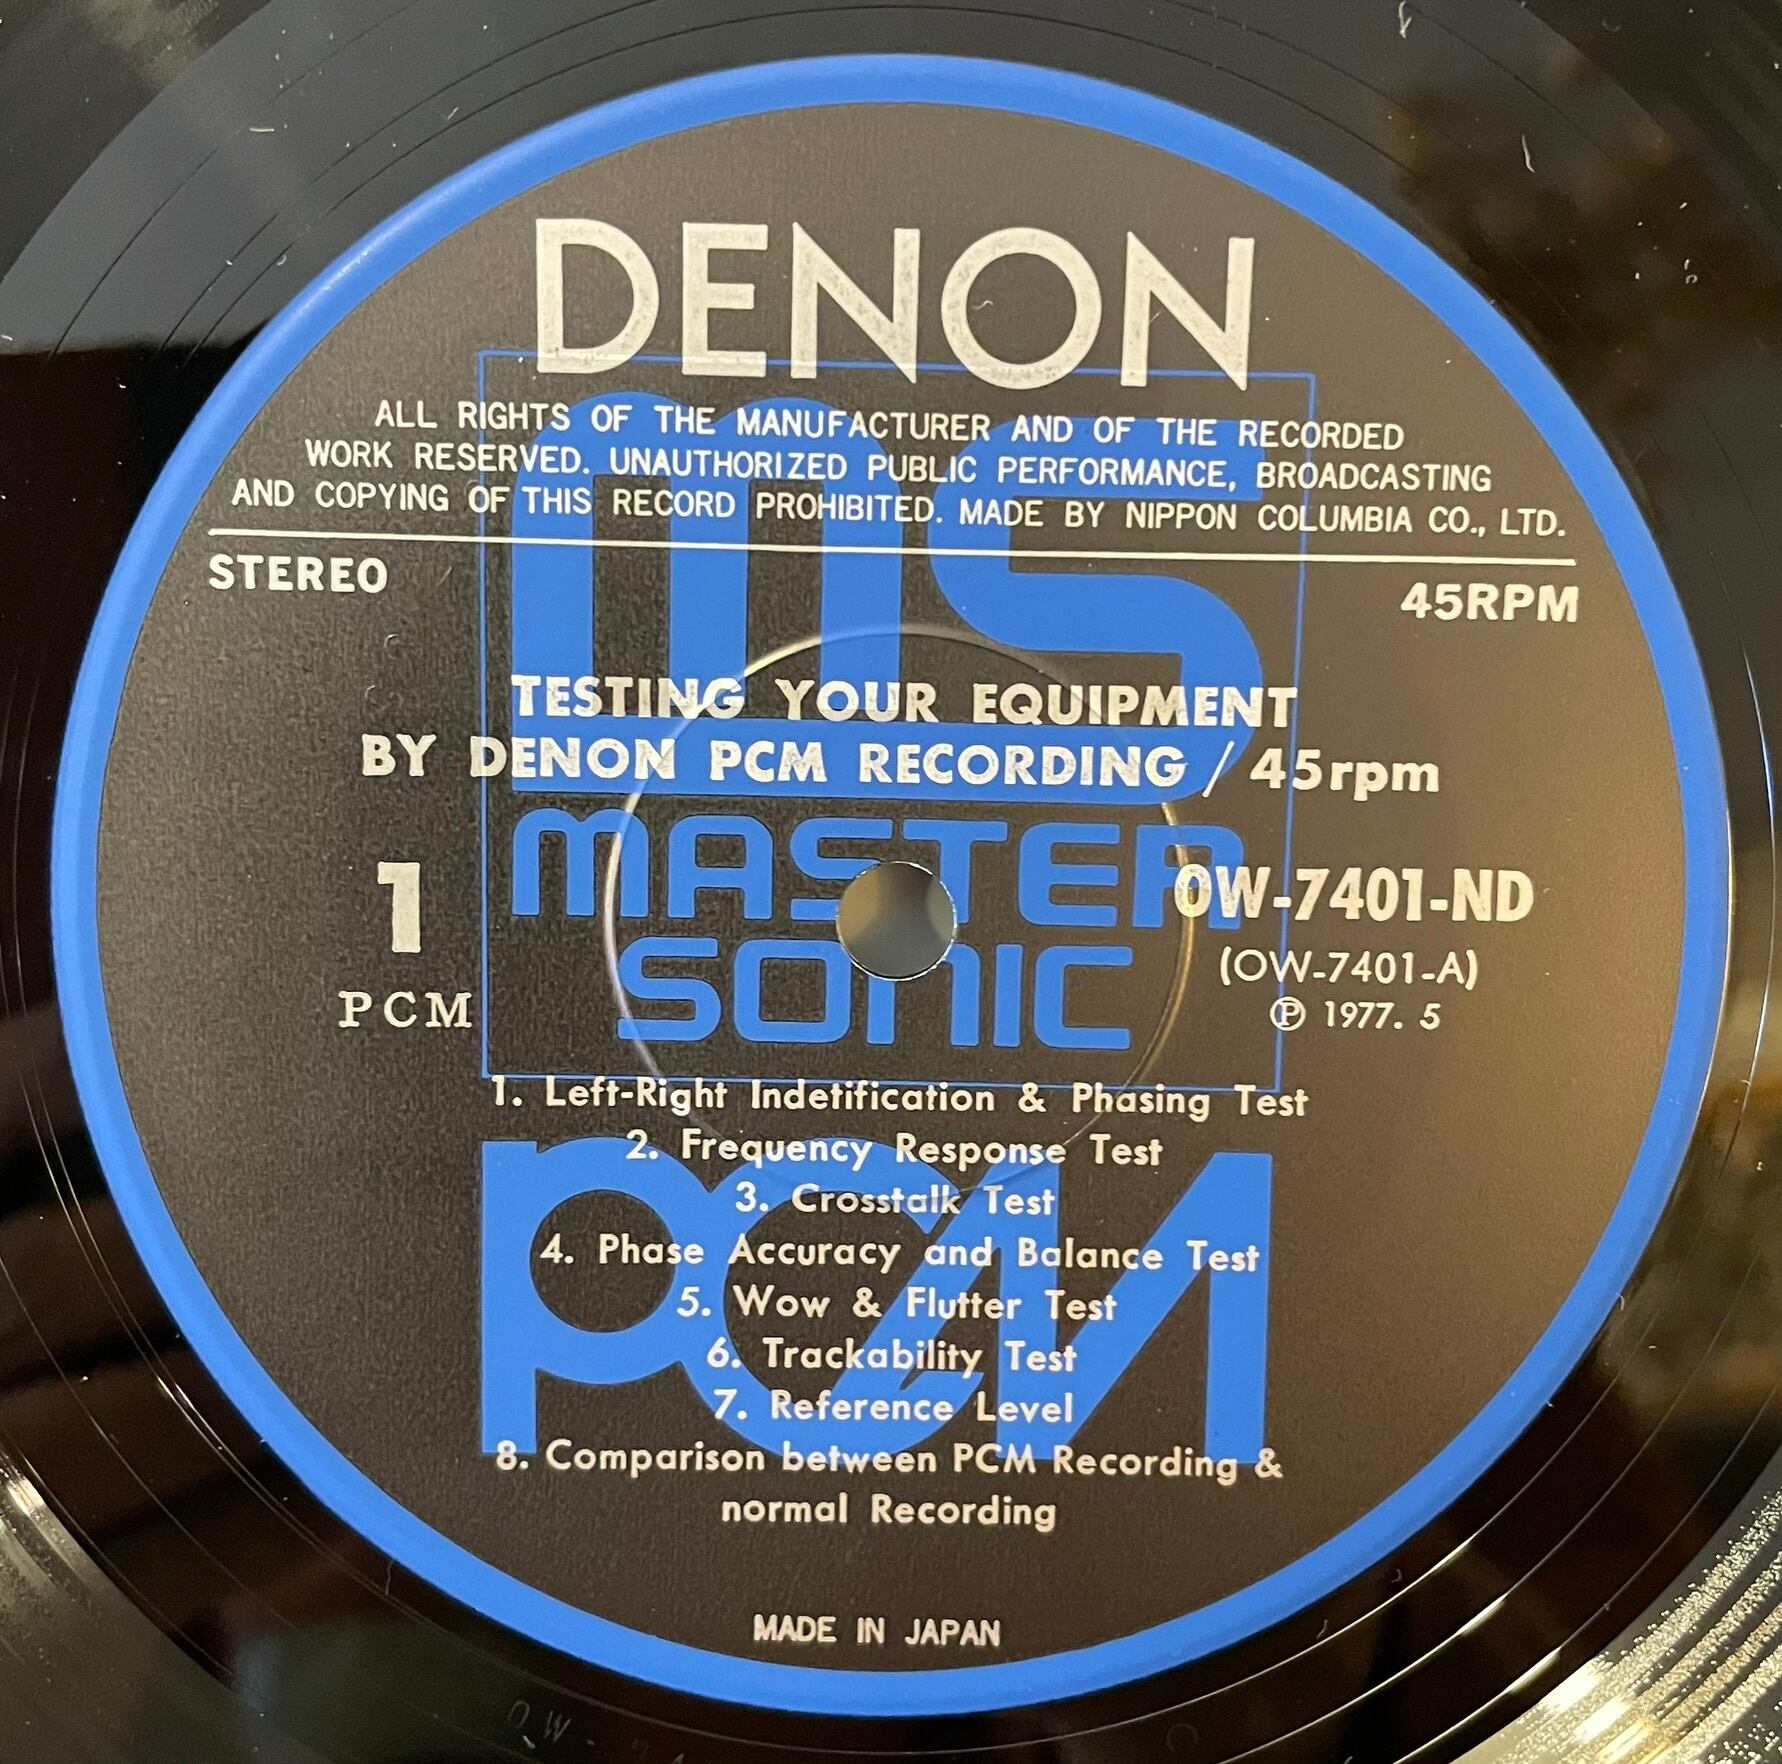 DENON
ALL RIGHTS OF THE MANUFACTURER AND OF THE RECORDED
WORK RESERVED. UNAUTHORIZED PUBLIC PERFORMANCE, BROADCASTING
AND COPYING OF THIS RECORD PROHIBITED. MADE BY NIPPON COLUMBIA CO., LTD.
STEREO
45RPM
ms
TESTING YOUR EQUIPMENT
BY DENON PCM RECORDING / 45rpm
MASTER
SONIC
1
PCM
OW-7401-ND
(OW-7401-A)
Ⓟ 1977. 5
PCM
1. Left-Right Indetification & Phasing Test
2. Frequency Response Test
3. Crosstalk Test
4. Phase Accuracy and Balance Test
5. Wow & Flutter Test
6. Trackability Test
7. Reference Level
8. Comparison between PCM Recording &
normal Recording
MADE IN JAPAN